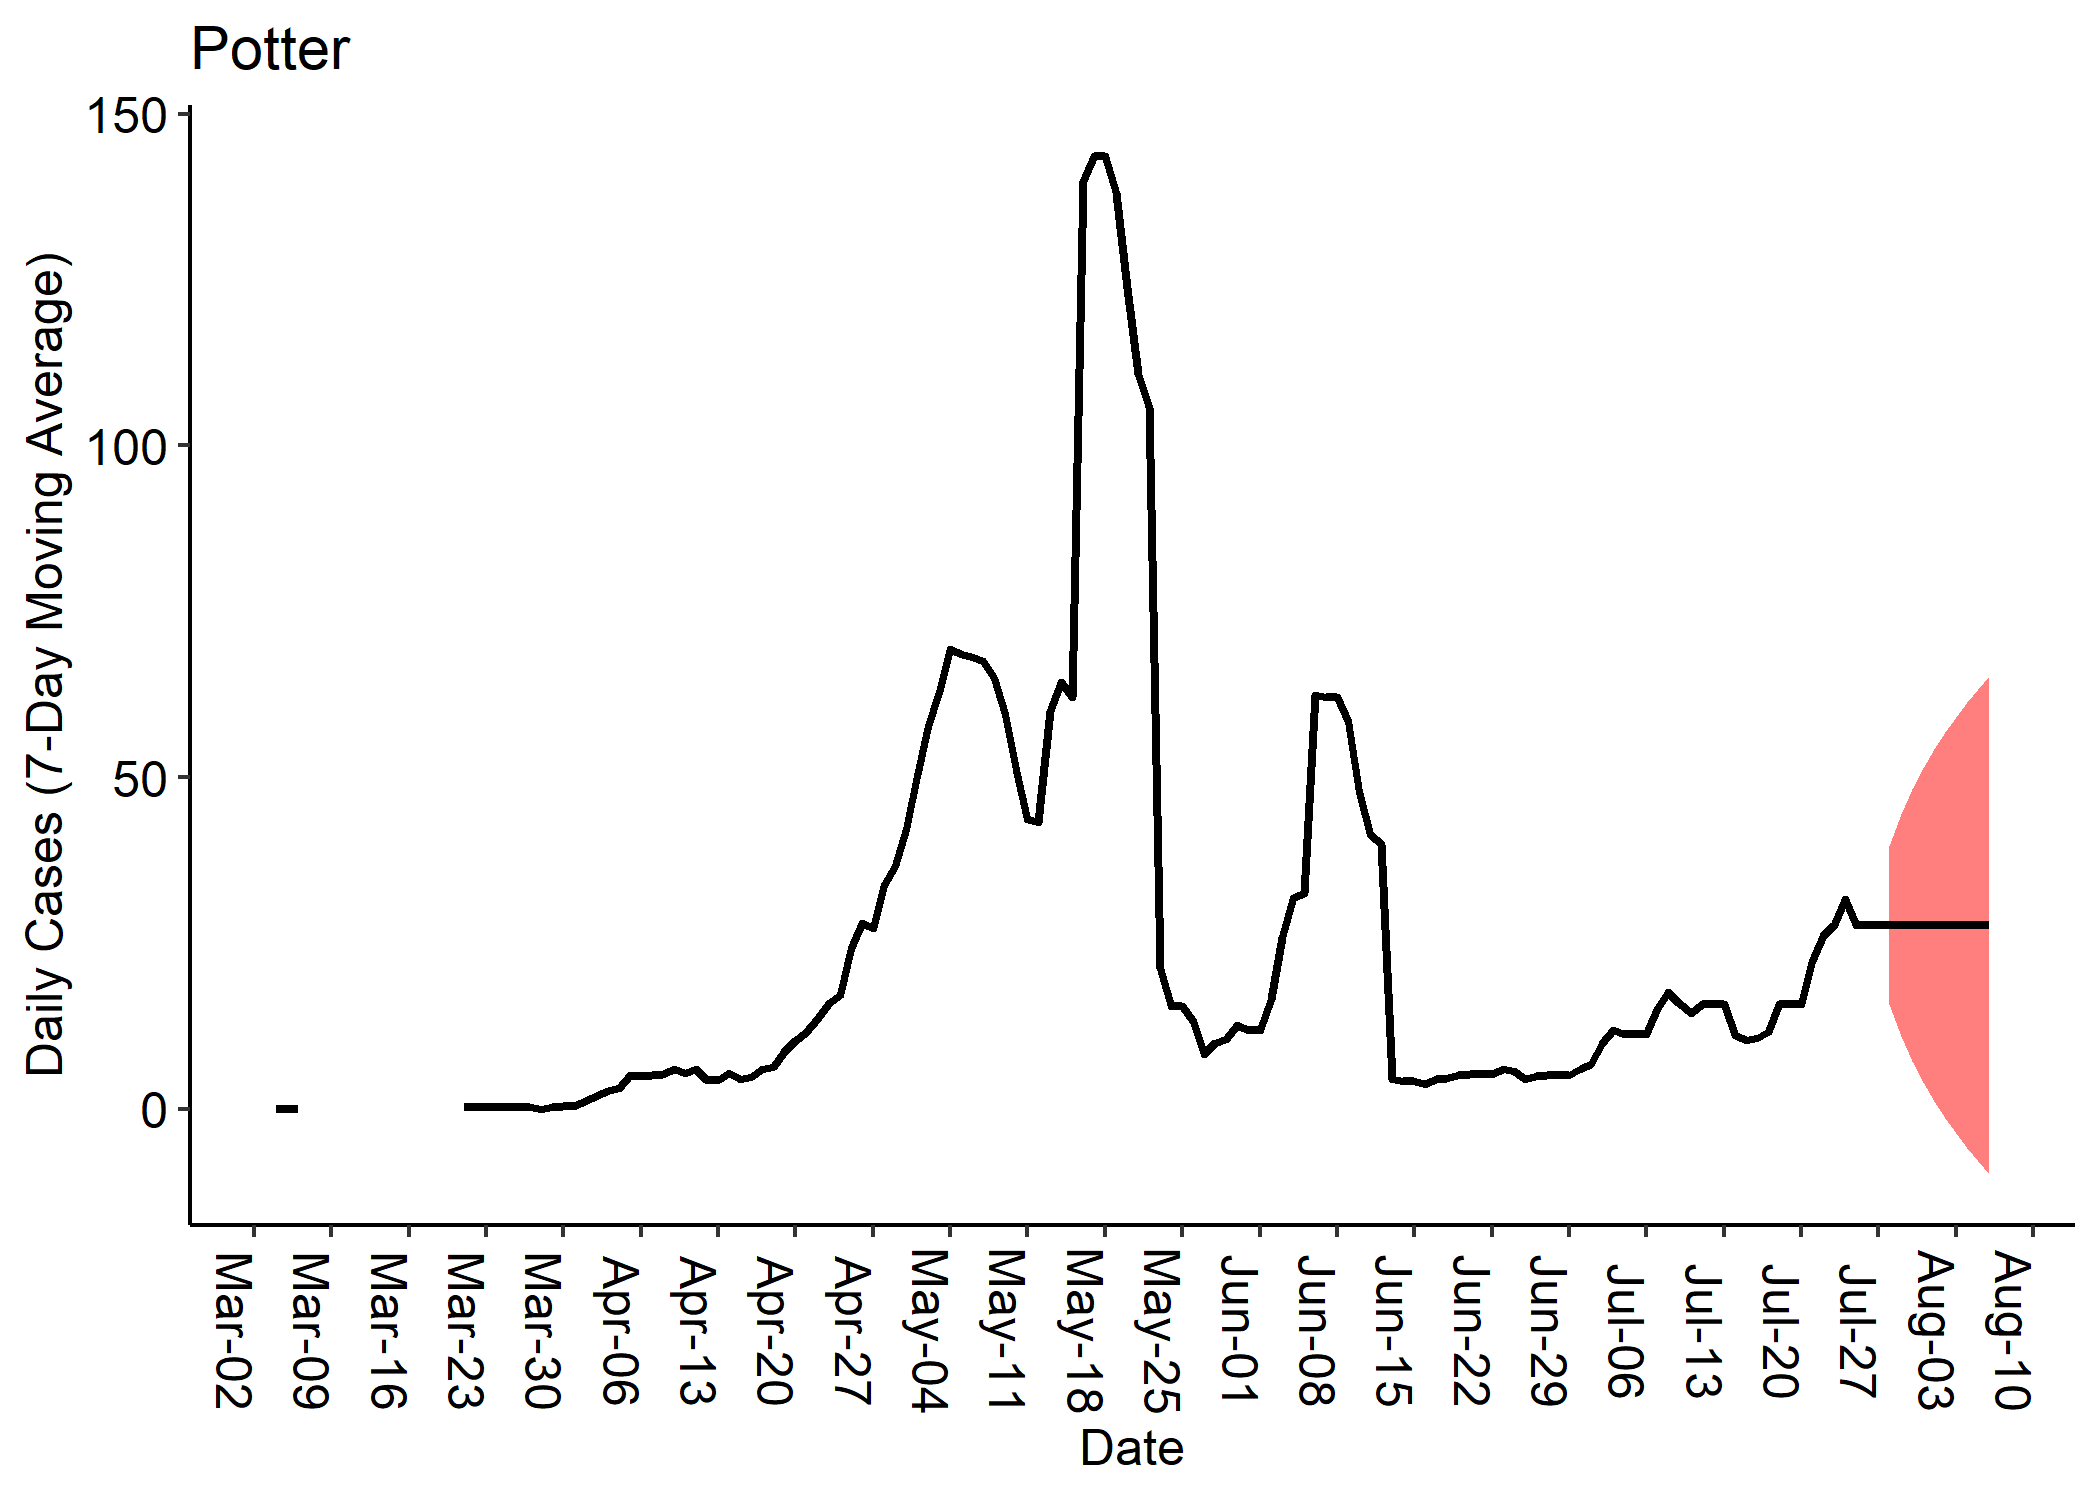 Potter
Daily Cases (7-Day Moving Average)
150
100
50
0
Mar-02
Mar-09
Mar-16
Mar-23
Mar-30
Apr-06
Apr-13
Apr-20
Apr-27
May-04
May-11
May-18
May-25
Jun-01
Jun-08
Jun-15
Jun-22
Jun-29
Jul-06
Jul-13
Jul-20
Jul-27
Aug-03
Aug-10
Date